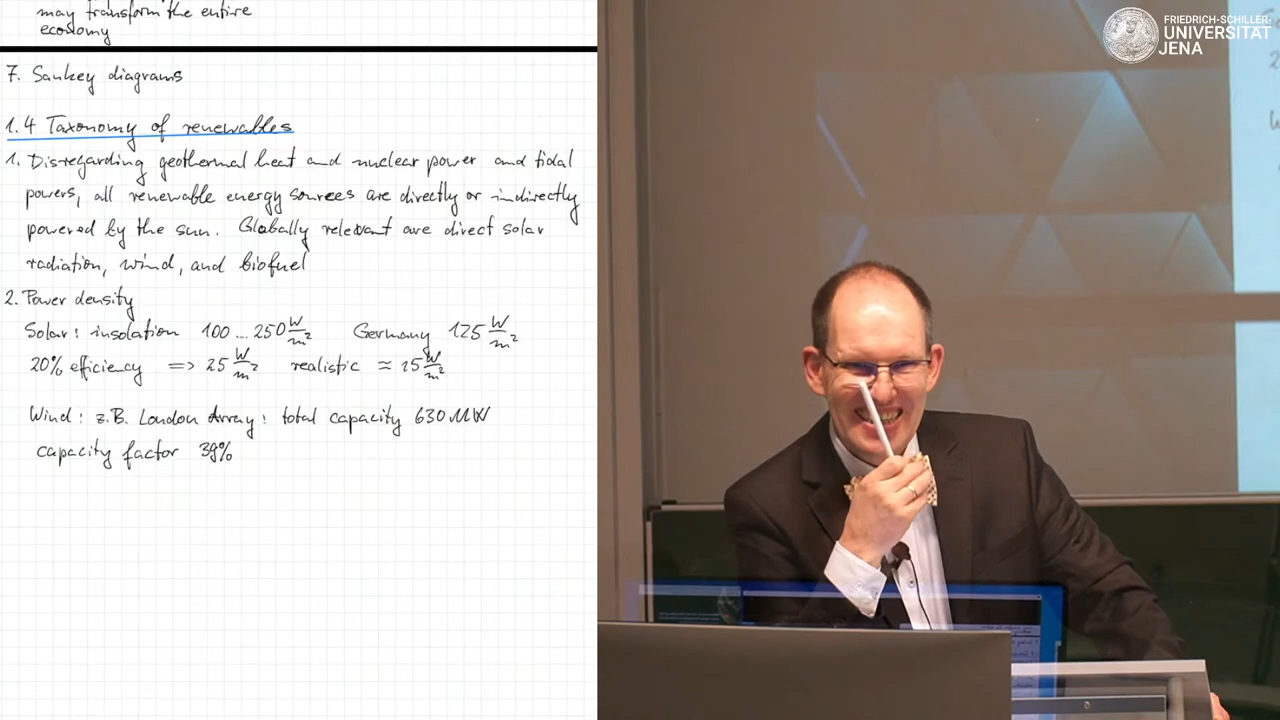 may transform the entire
economy
7. Sankey diagrams
1.4 Taxonomy of renewables
1. Disregarding geothermal heat and nuclear power and tidal
powers, all renewable energy sources are directly or indirectly
powered by the sun. Globally relevant are direct solar
radiation, wind, and biofuel
2. Power density
Solar: insolation 100 ... 250 W/m² Germany 125 W/m²
20% efficiency => 25 W/m² realistic ≈ 15 W/m²
Wind: z.B. London Array: total capacity 630 MW
capacity factor 39%
FRIEDRICH-SCHILLER-
UNIVERSITÄT
JENA